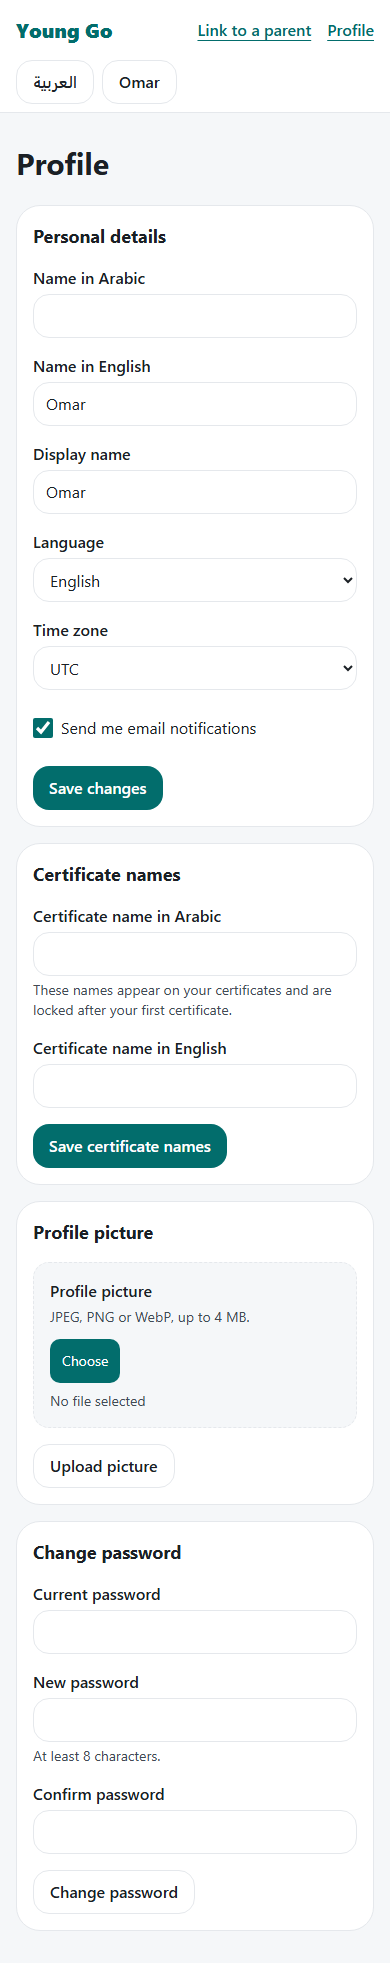 Young Go
Link to a parent
Profile
العربية
Omar
Profile
Personal details
Name in Arabic
Name in English
Omar
Display name
Omar
Language
English
Time zone
UTC
Send me email notifications
Save changes
Certificate names
Certificate name in Arabic
These names appear on your certificates and are
locked after your first certificate.
Certificate name in English
Save certificate names
Profile picture
Profile picture
JPEG, PNG or WebP, up to 4 MB.
Choose
No file selected
Upload picture
Change password
Current password
New password
At least 8 characters.
Confirm password
Change password